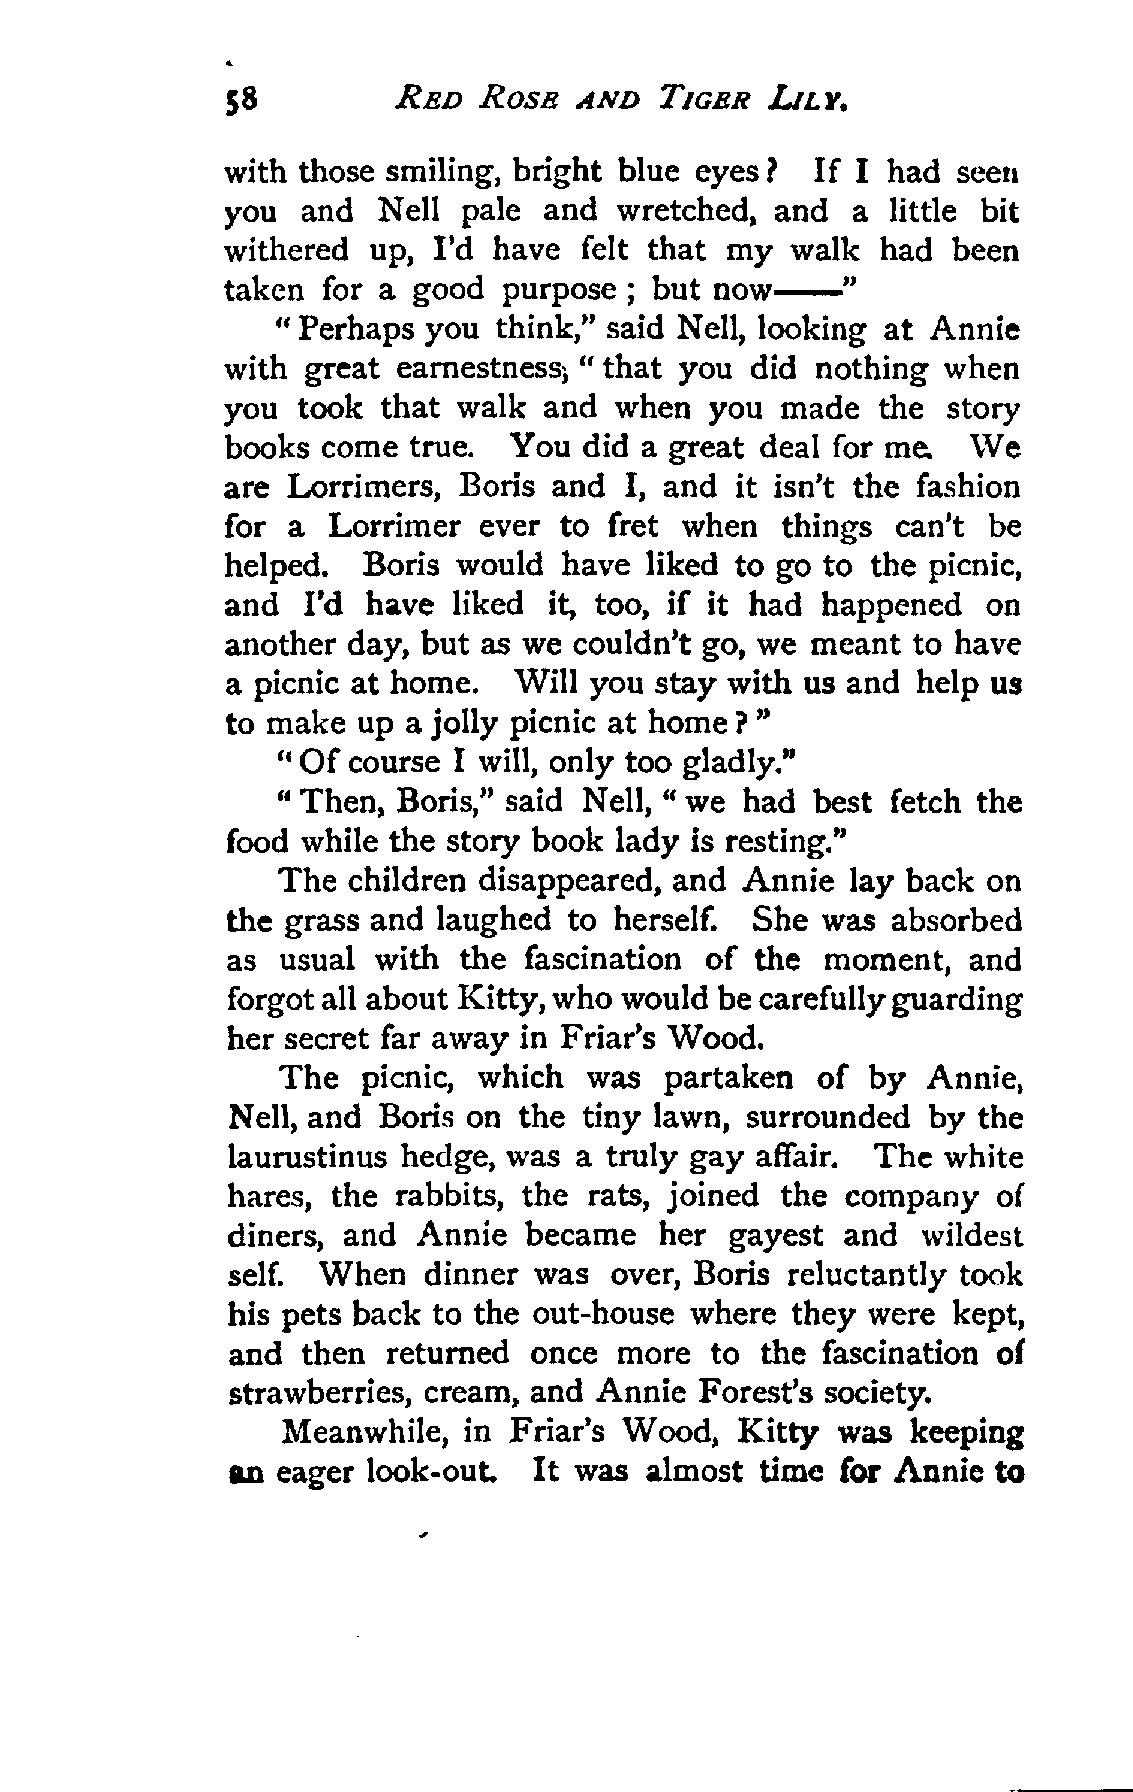 58 RED ROSE AND TIGER LILY.
with those smiling, bright blue eyes? If I had seen
you and Nell pale and wretched, and a little bit
withered up, I'd have felt that my walk had been
taken for a good purpose; but now——"
"Perhaps you think," said Nell, looking at Annie
with great earnestness, "that you did nothing when
you took that walk and when you made the story
books come true. You did a great deal for me. We
are Lorrimers, Boris and I, and it isn't the fashion
for a Lorrimer ever to fret when things can't be
helped. Boris would have liked to go to the picnic,
and I'd have liked it, too, if it had happened on
another day, but as we couldn't go, we meant to have
a picnic at home. Will you stay with us and help us
to make up a jolly picnic at home?"
"Of course I will, only too gladly."
"Then, Boris," said Nell, "we had best fetch the
food while the story book lady is resting."
The children disappeared, and Annie lay back on
the grass and laughed to herself. She was absorbed
as usual with the fascination of the moment, and
forgot all about Kitty, who would be carefully guarding
her secret far away in Friar's Wood.
The picnic, which was partaken of by Annie,
Nell, and Boris on the tiny lawn, surrounded by the
laurustinus hedge, was a truly gay affair. The white
hares, the rabbits, the rats, joined the company of
diners, and Annie became her gayest and wildest
self. When dinner was over, Boris reluctantly took
his pets back to the out-house where they were kept,
and then returned once more to the fascination of
strawberries, cream, and Annie Forest's society.
Meanwhile, in Friar's Wood, Kitty was keeping
an eager look-out. It was almost time for Annie to